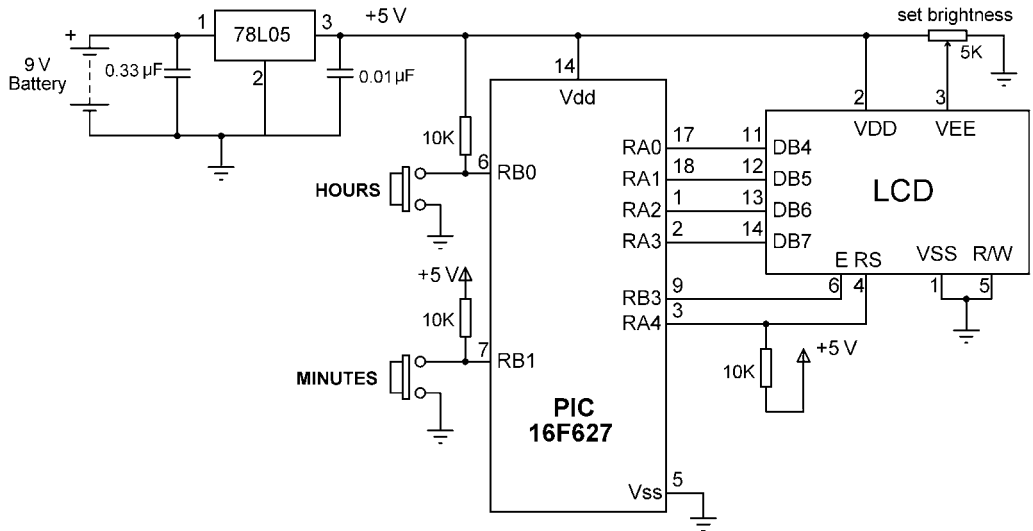 set brightness
1
78L05
3
+5 V
+
9 V
Battery
0.33 µF
2
0.01 µF
5K
14
Vdd
2
3
VDD
VEE
10K
6
RB0
HOURS
RA0
17
11
DB4
RA1
18
12
DB5
LCD
RA2
1
13
DB6
RA3
2
14
DB7
E RS
VSS
R/W
+5 V
10K
RB3
9
6
4
1
5
RA4
3
7
RB1
MINUTES
10K
+5 V
PIC
16F627
Vss
5